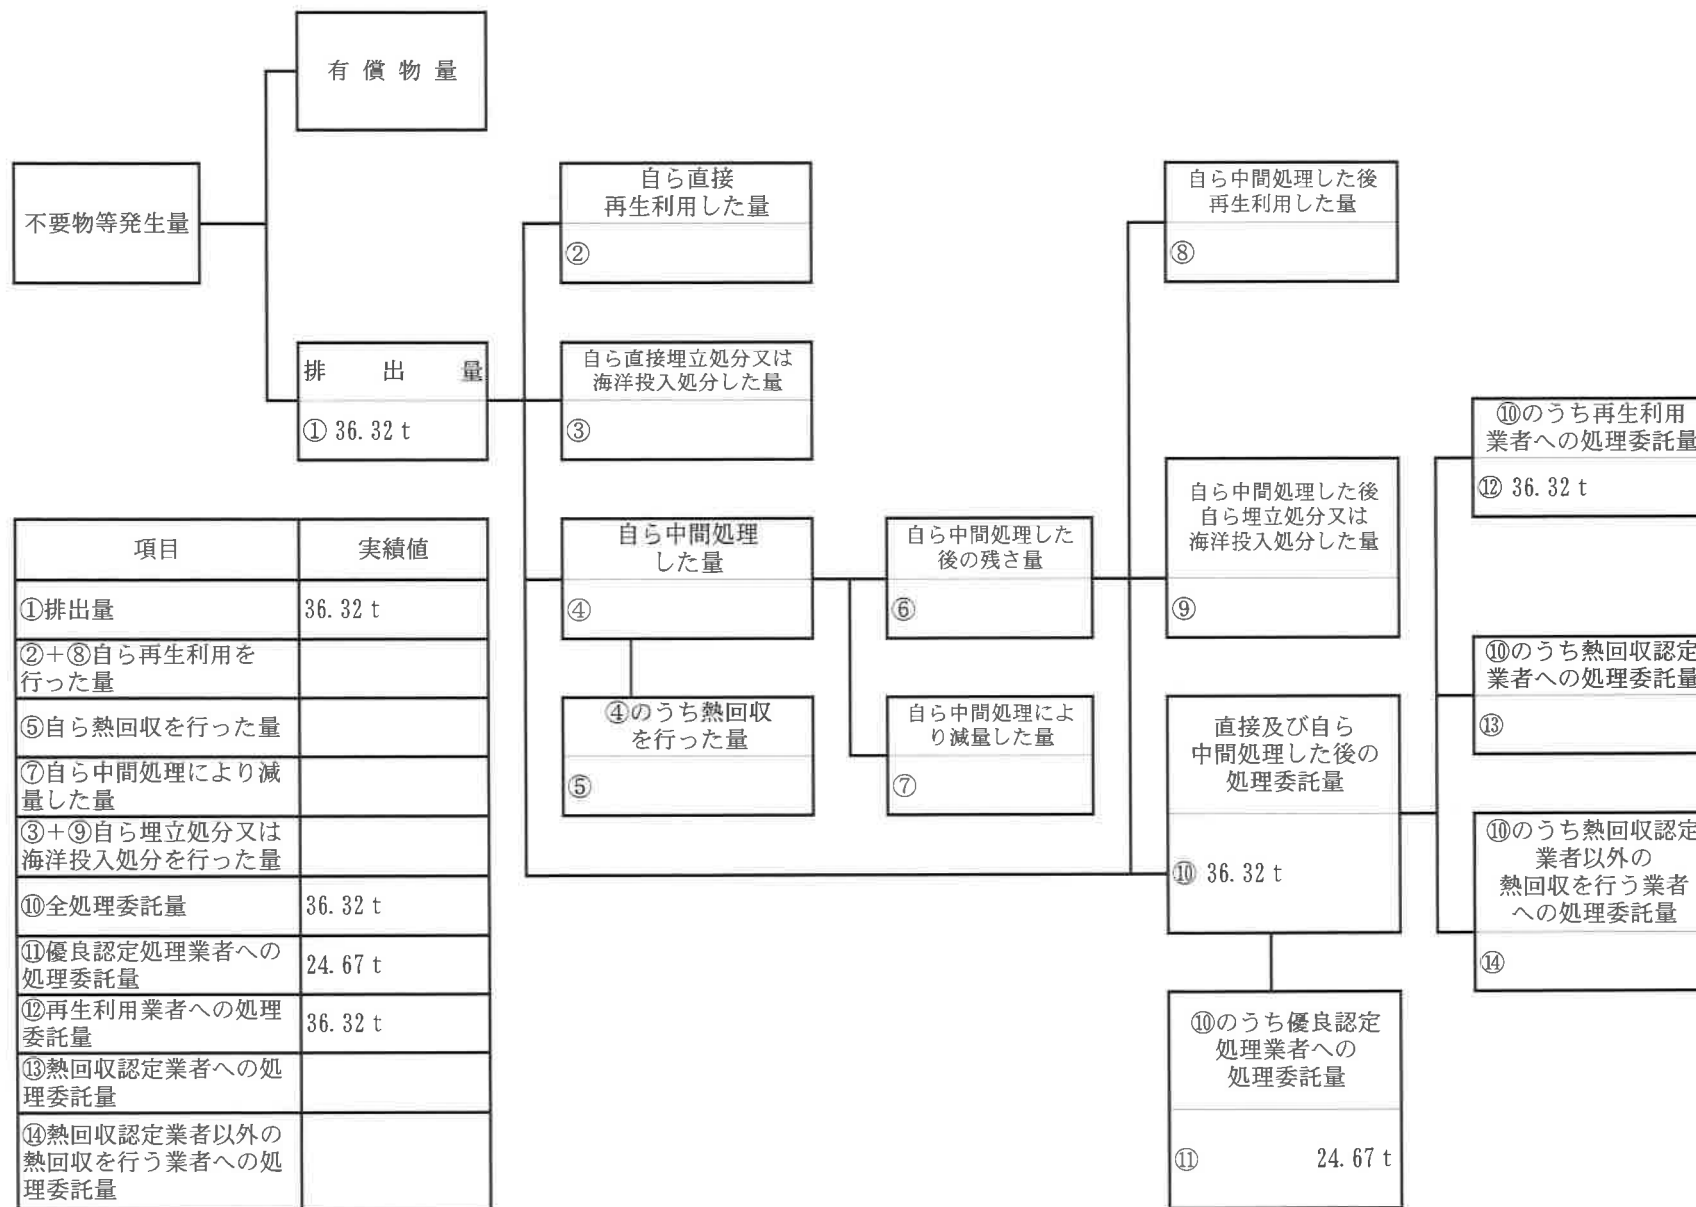 有償物量
不要物等発生量
排出量
① 36.32 t
自ら直接
再生利用した量
②
自ら直接埋立処分又は
海洋投入処分した量
③
自ら中間処理
した量
④
④のうち熱回収
を行った量
⑤
自ら中間処理した
後の残さ量
⑥
自ら中間処理によ
り減量した量
⑦
自ら中間処理した後
再生利用した量
⑧
自ら中間処理した後
自ら埋立処分又は
海洋投入処分した量
⑨
直接及び自ら
中間処理した後の
処理委託量
⑩ 36.32 t
⑩のうち優良認定
処理業者への
処理委託量
⑪ 24.67 t
⑩のうち再生利用
業者への処理委託量
⑫ 36.32 t
⑩のうち熱回収認定
業者への処理委託量
⑬
⑩のうち熱回収認定
業者以外の
熱回収を行う業者
への処理委託量
⑭
項目 実績値
①排出量 36.32 t
②+⑧自ら再生利用を
行った量
⑤自ら熱回収を行った量
⑦自ら中間処理により減
量した量
③+⑨自ら埋立処分又は
海洋投入処分を行った量
⑩全処理委託量 36.32 t
⑪優良認定処理業者への
処理委託量 24.67 t
⑫再生利用業者への処理
委託量 36.32 t
⑬熱回収認定業者への処
理委託量
⑭熱回収認定業者以外の
熱回収を行う業者への処
理委託量